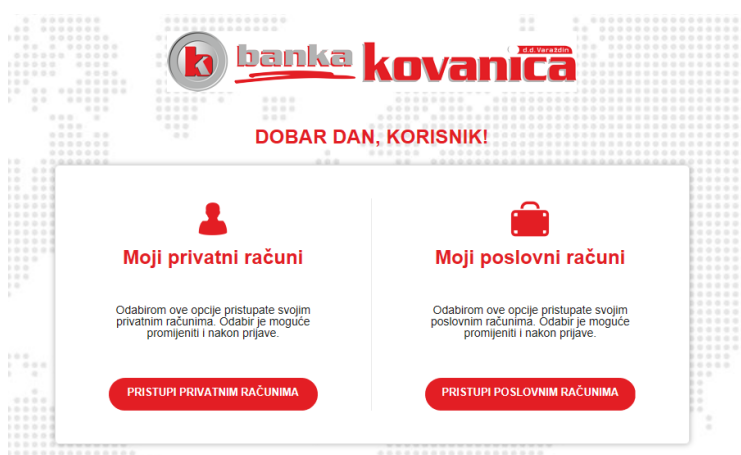 b banka kovanica d.d. Varaždin
DOBAR DAN, KORISNIK!
Moji privatni računi
Odabirom ove opcije pristupate svojim
privatnim računima. Odabir je moguće
promijeniti i nakon prijave.
PRISTUPI PRIVATNIM RAČUNIMA
Moji poslovni računi
Odabirom ove opcije pristupate svojim
poslovnim računima. Odabir je moguće
promijeniti i nakon prijave.
PRISTUPI POSLOVNIM RAČUNIMA